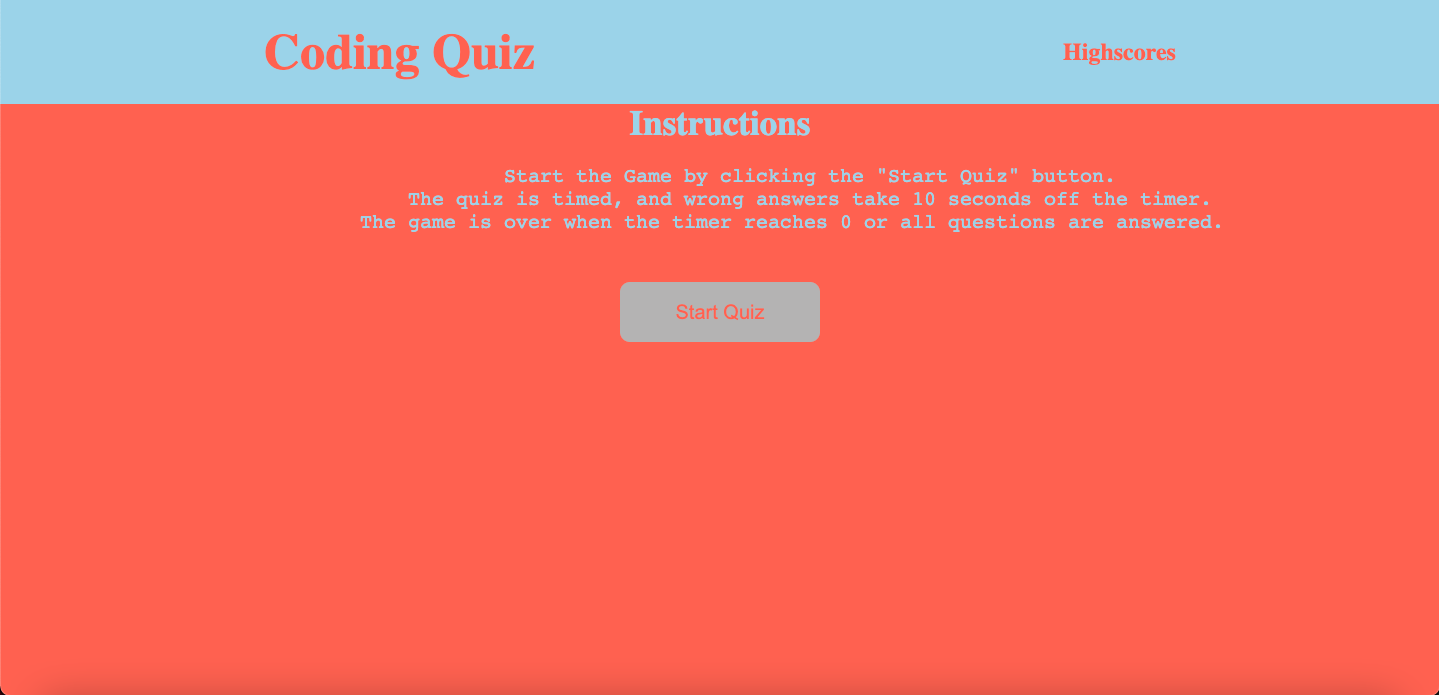 Coding Quiz
Highscores
Instructions
Start the Game by clicking the "Start Quiz" button.
The quiz is timed, and wrong answers take 10 seconds off the timer.
The game is over when the timer reaches 0 or all questions are answered.
Start Quiz